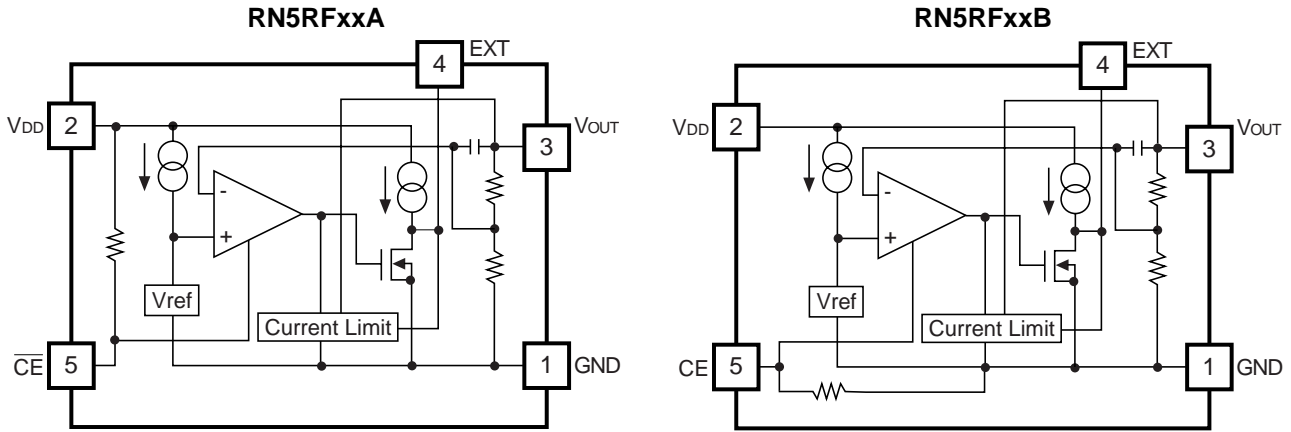 RN5RFxxA
EXT
4
VDD
2
VOUT
3
-
+
Vref
Current Limit
CE
5
1
GND
RN5RFxxB
EXT
4
VDD
2
VOUT
3
-
+
Vref
Current Limit
CE
5
1
GND